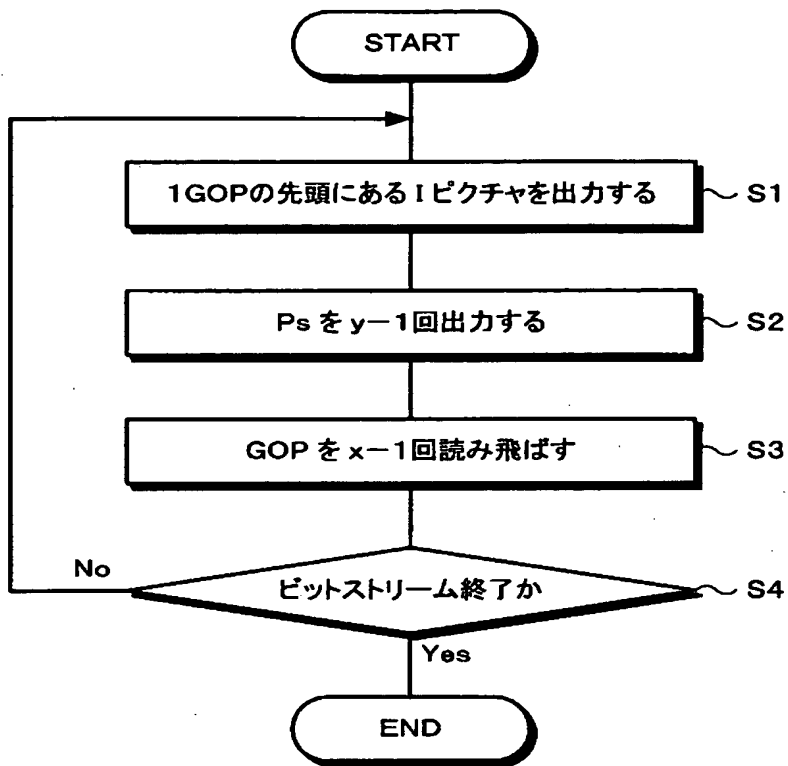 START
1GOPの先頭にあるIピクチャを出力する
S1
Psをy−1回出力する
S2
GOPをx−1回読み飛ばす
S3
No
ビットストリーム終了か
S4
Yes
END